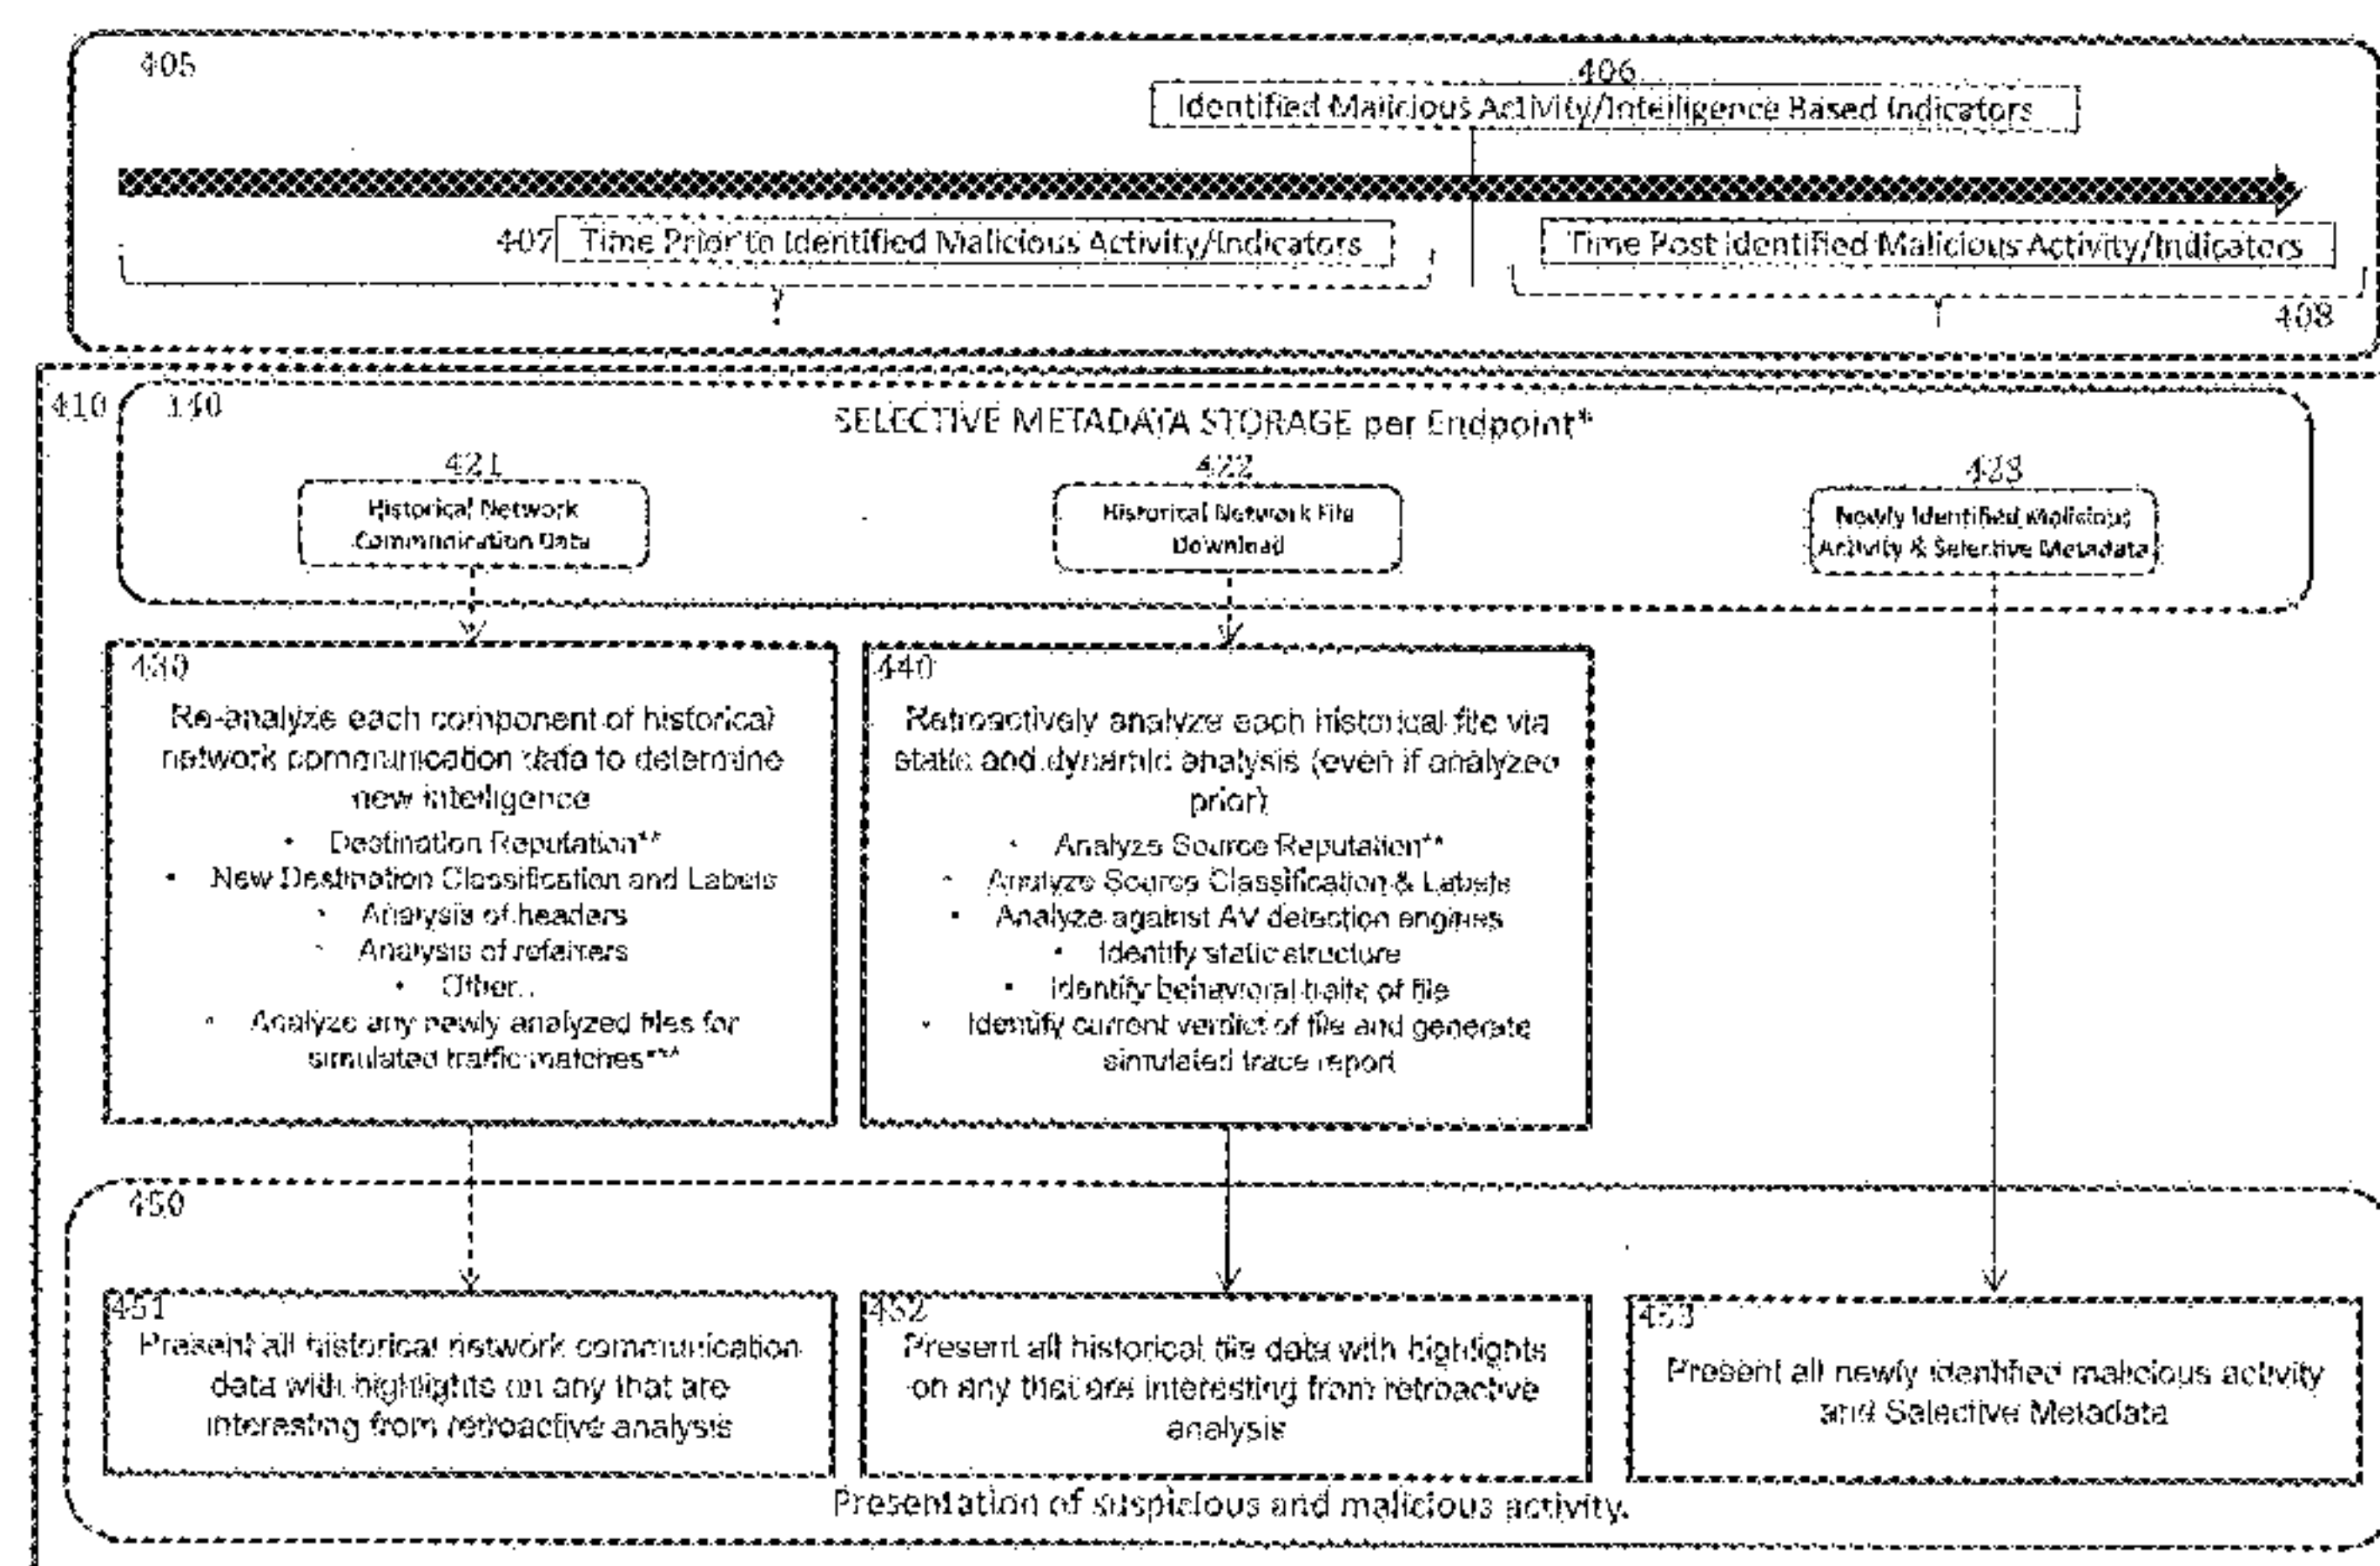 405
406
Identified Malicious Activity/Intelligence Based Indicators
407 Time Prior to Identified Malicious Activity/Indicators
Time Post Identified Malicious Activity/Indicators
408
410
140
SELECTIVE METADATA STORAGE per Endpoint*
421
Historical Network
Communication Data
422
Historical Network File
Download
423
Newly Identified Malicious
Activity & Selective Metadata
430
Re-analyze each component of historical
network communication data to determine
new intelligence
• Destination Reputation**
• New Destination Classification and Labels
• Analysis of headers
• Analysis of referrers
• Other..
• Analyze any newly analyzed files for
simulated traffic matches***
440
Retroactively analyze each historical file via
static and dynamic analysis (even if analyzed
prior)
• Analyze Source Reputation**
• Analyze Source Classification & Labels
• Analyze against AV detection engines
• Identify static structure
• Identify behavioral traits of file
• Identify current verdict of file and generate
simulated trace report
450
451
Present all historical network communication
data with highlights on any that are
interesting from retroactive analysis
452
Present all historical file data with highlights
on any that are interesting from retroactive
analysis
453
Present all newly identified malicious activity
and Selective Metadata
Presentation of suspicious and malicious activity.